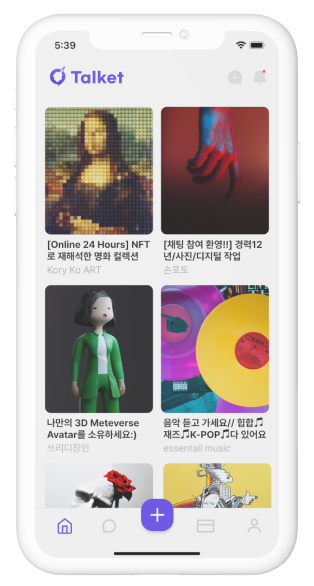 5:39
Talket
[Online 24 Hours] NFT
로 재해석한 명화 컬렉션
Kory Ko ART
[채팅 참여 환영!!] 경력12
년/사진/디지털 작업
손포토
나만의 3D Meteverse
Avatar를 소유하세요:)
쓰리디장인
음악 듣고 가세요// 힙합🎵
재즈🎵K-POP🎵다 있어요
essentail music